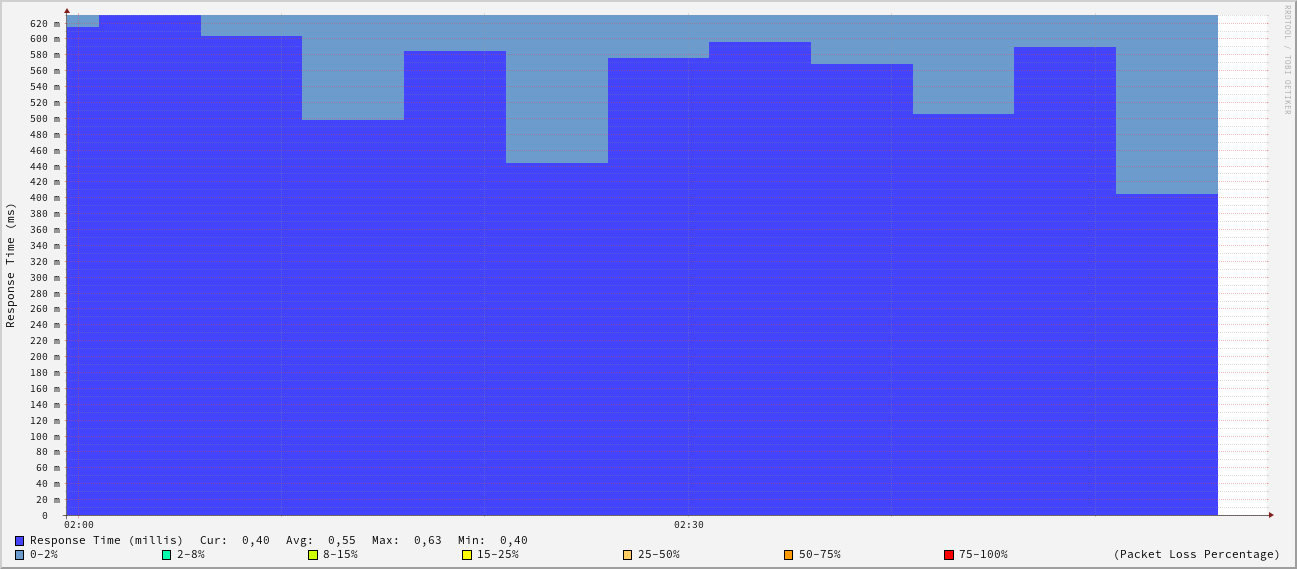 RRDTOOL / TOBI OETIKER
Response Time (ms)
620 m
600 m
580 m
560 m
540 m
520 m
500 m
480 m
460 m
440 m
420 m
400 m
380 m
360 m
340 m
320 m
300 m
280 m
260 m
240 m
220 m
200 m
180 m
160 m
140 m
120 m
100 m
80 m
60 m
40 m
20 m
0
02:00 02:30
Response Time (millis) Cur: 0,40 Avg: 0,55 Max: 0,63 Min: 0,40
0-2% 2-8% 8-15% 15-25% 25-50% 50-75% 75-100% (Packet Loss Percentage)